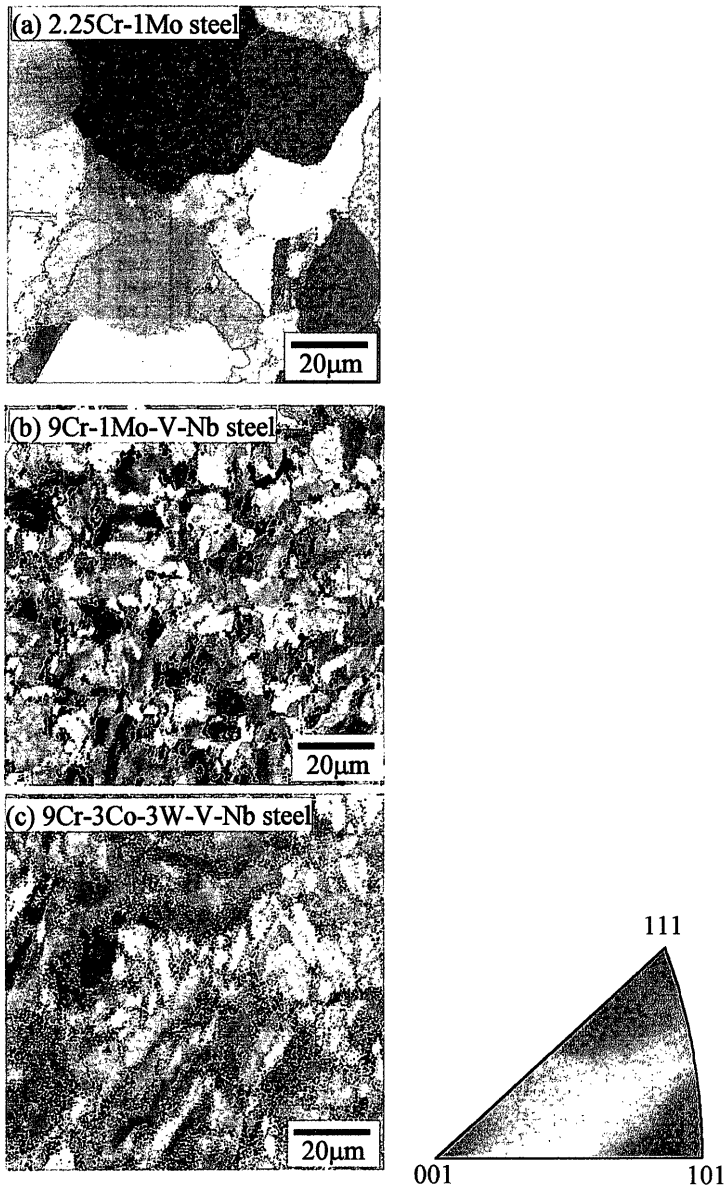 (a) 2.25Cr-1Mo steel
20μm
(b) 9Cr-1Mo-V-Nb steel
20μm
(c) 9Cr-3Co-3W-V-Nb steel
20μm
111
001
101